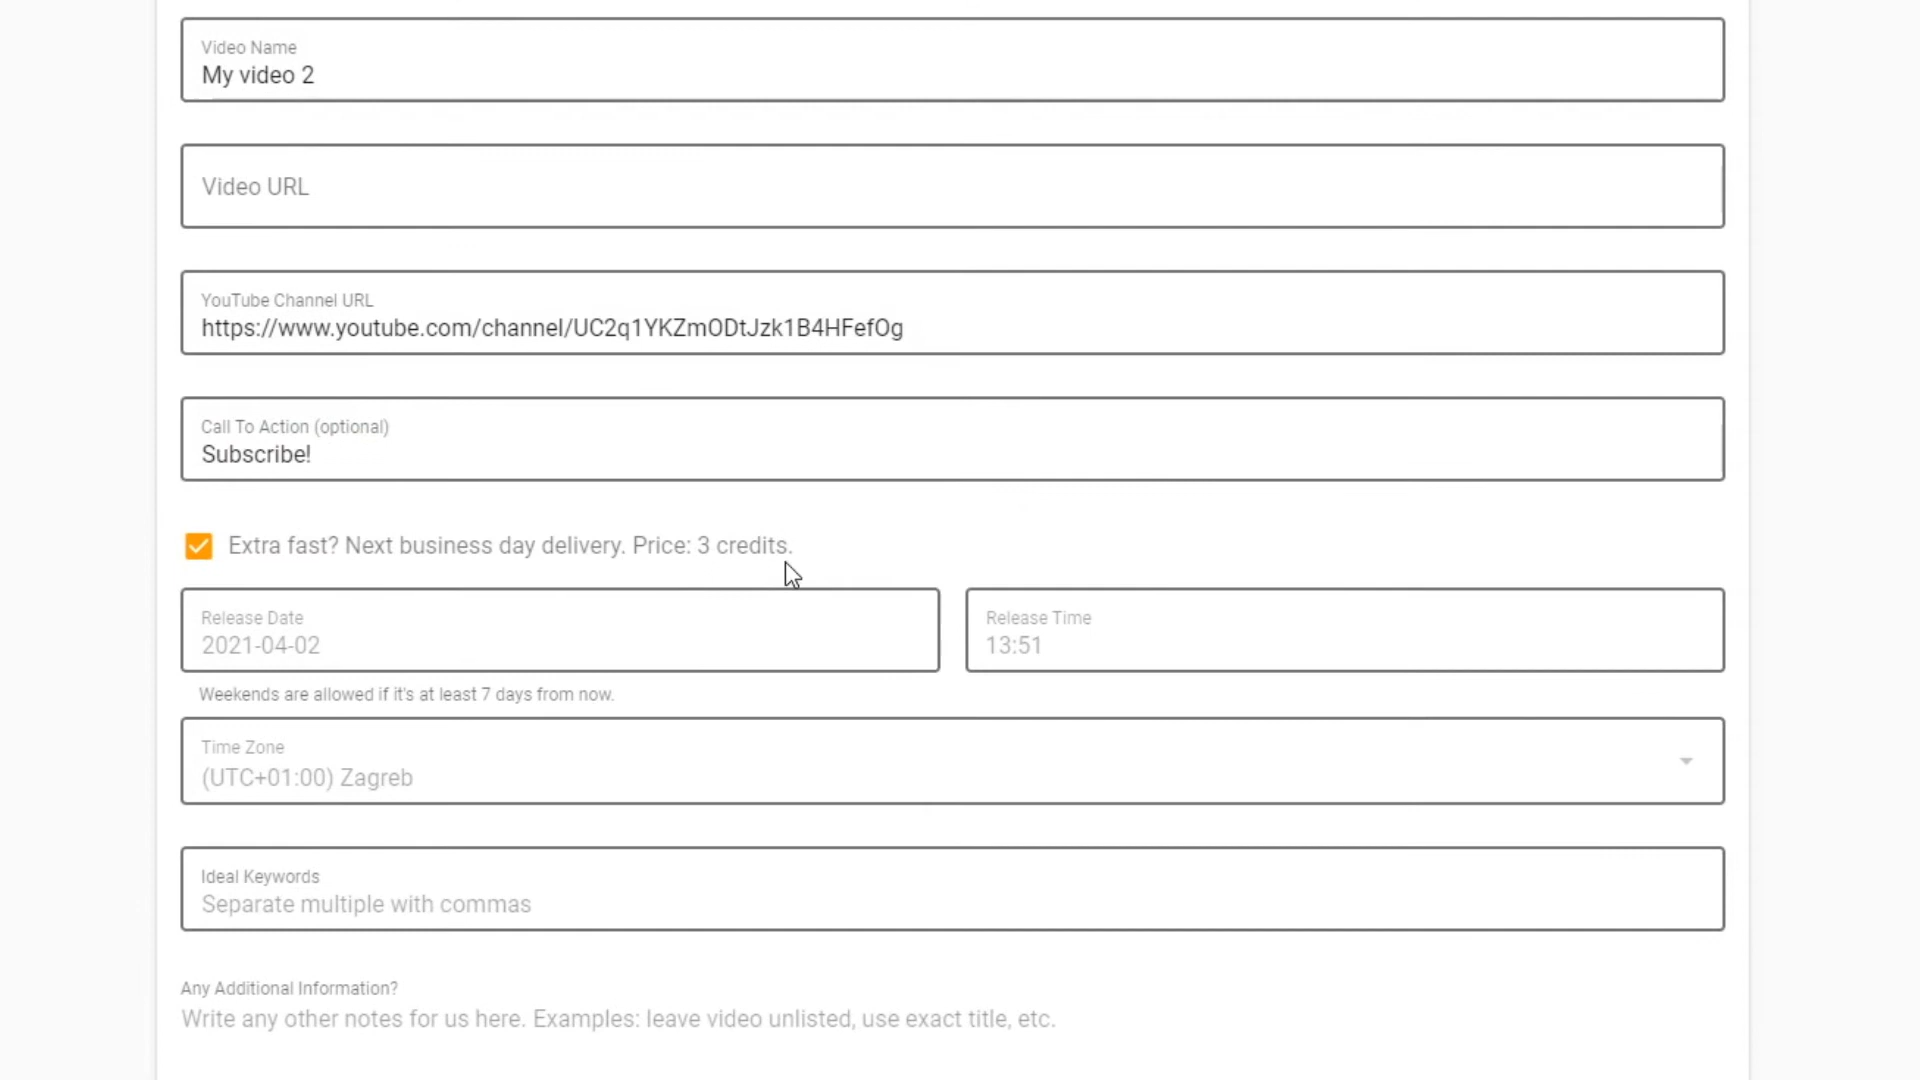 Video Name
My video 2
Video URL
YouTube Channel URL
https://www.youtube.com/channel/UC2q1YKZmODtJzk1B4HFefOg
Call To Action (optional)
Subscribe!
Extra fast? Next business day delivery. Price: 3 credits.
Release Date
2021-04-02
Release Time
13:51
Weekends are allowed if it's at least 7 days from now.
Time Zone
(UTC+01:00) Zagreb
Ideal Keywords
Separate multiple with commas
Any Additional Information?
Write any other notes for us here. Examples: leave video unlisted, use exact title, etc.